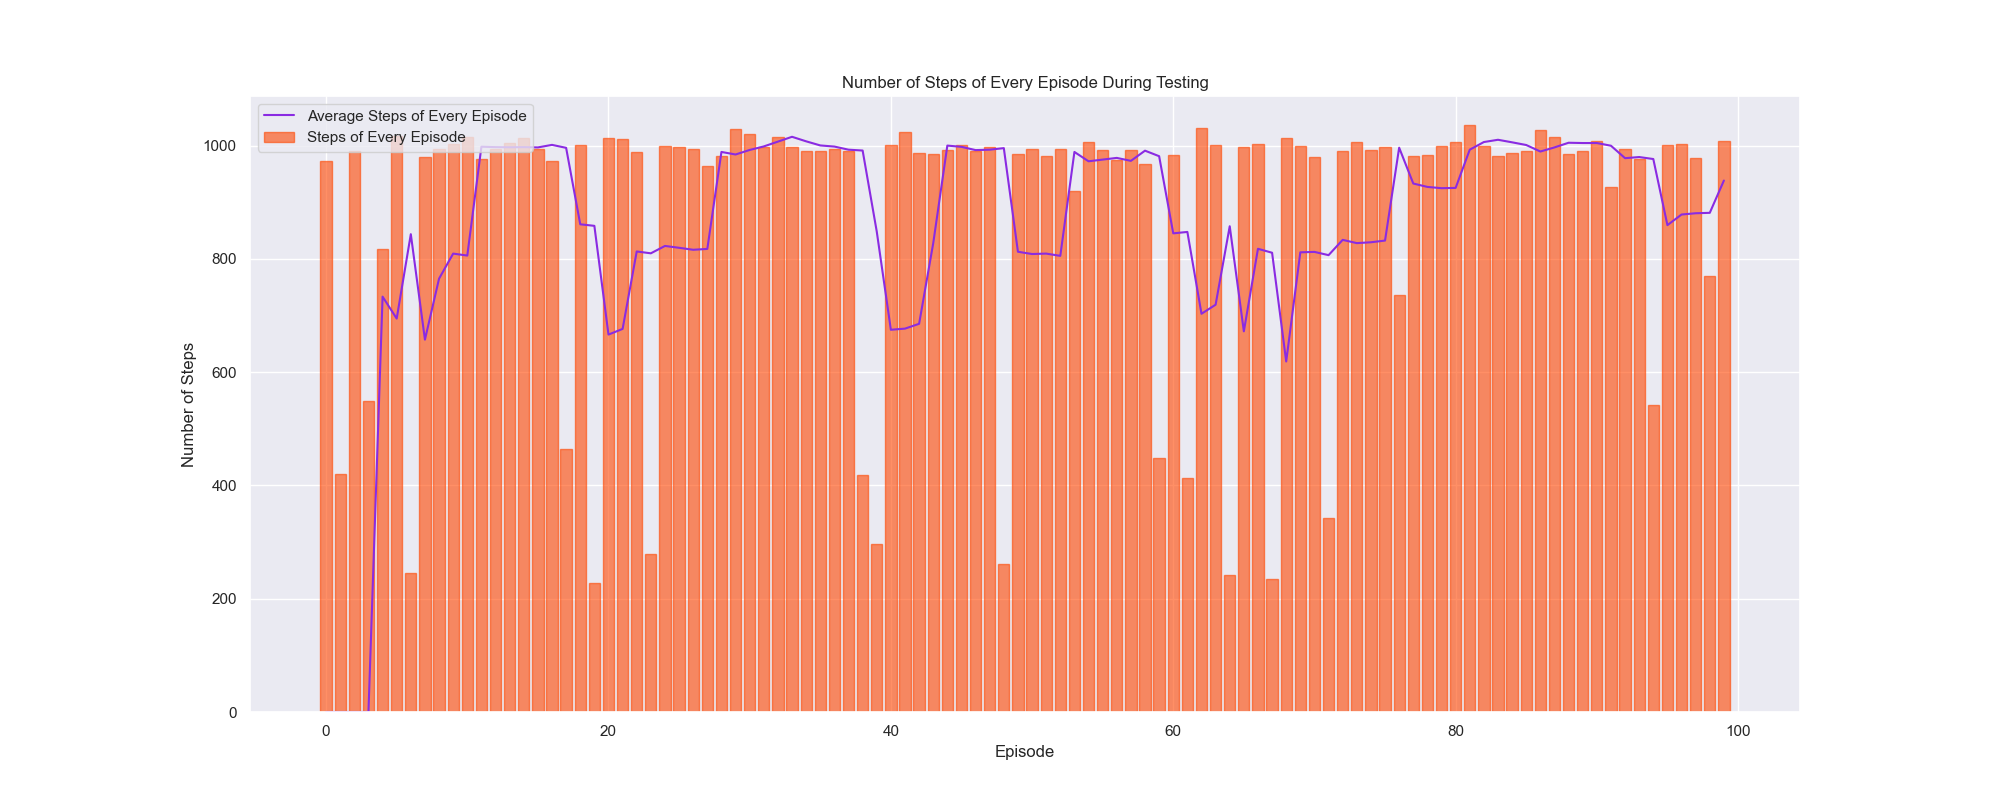 Number of Steps of Every Episode During Testing
Average Steps of Every Episode
Steps of Every Episode
1000
800
600
400
200
0
Number of Steps
0 20 40 60 80 100
Episode